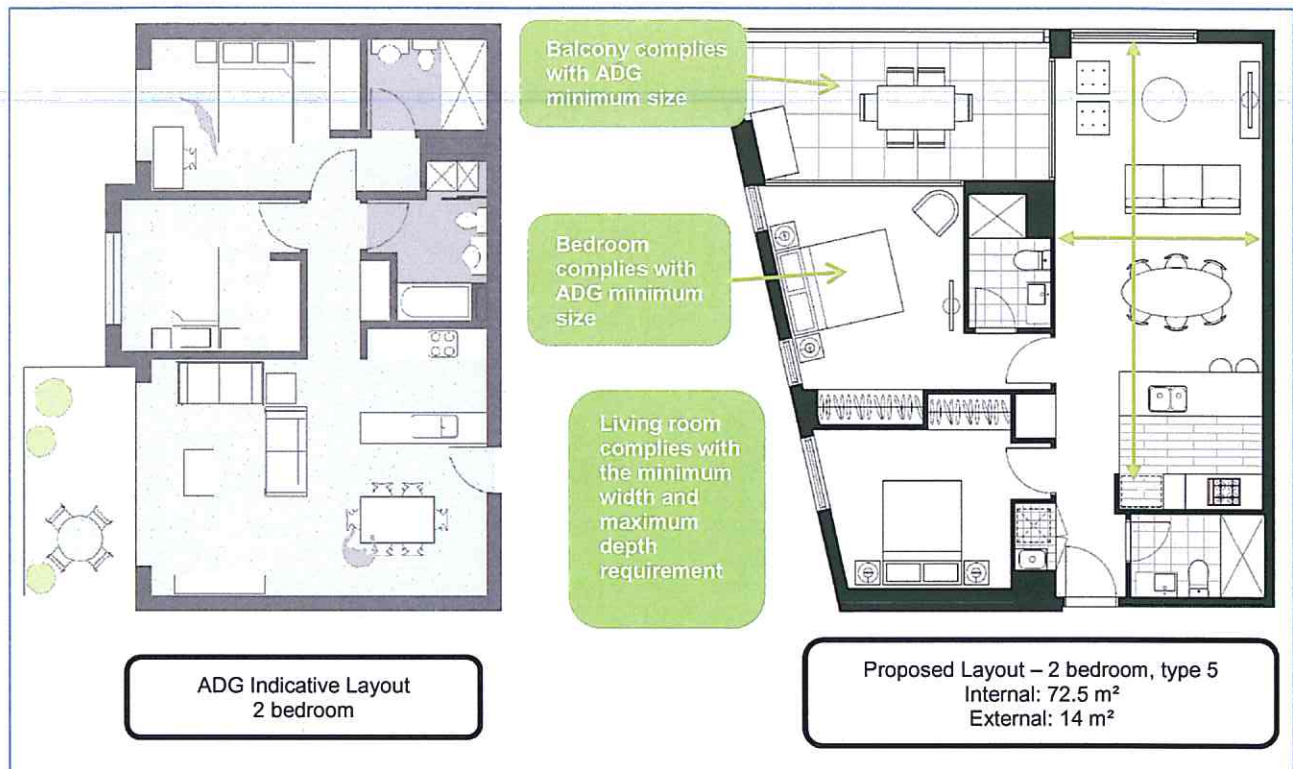 Balcony complies
with ADG
minimum size
Bedroom
complies with
ADG minimum
size
Living room
complies with
the minimum
width and
maximum
depth
requirement
ADG Indicative Layout
2 bedroom
Proposed Layout – 2 bedroom, type 5
Internal: 72.5 m²
External: 14 m²